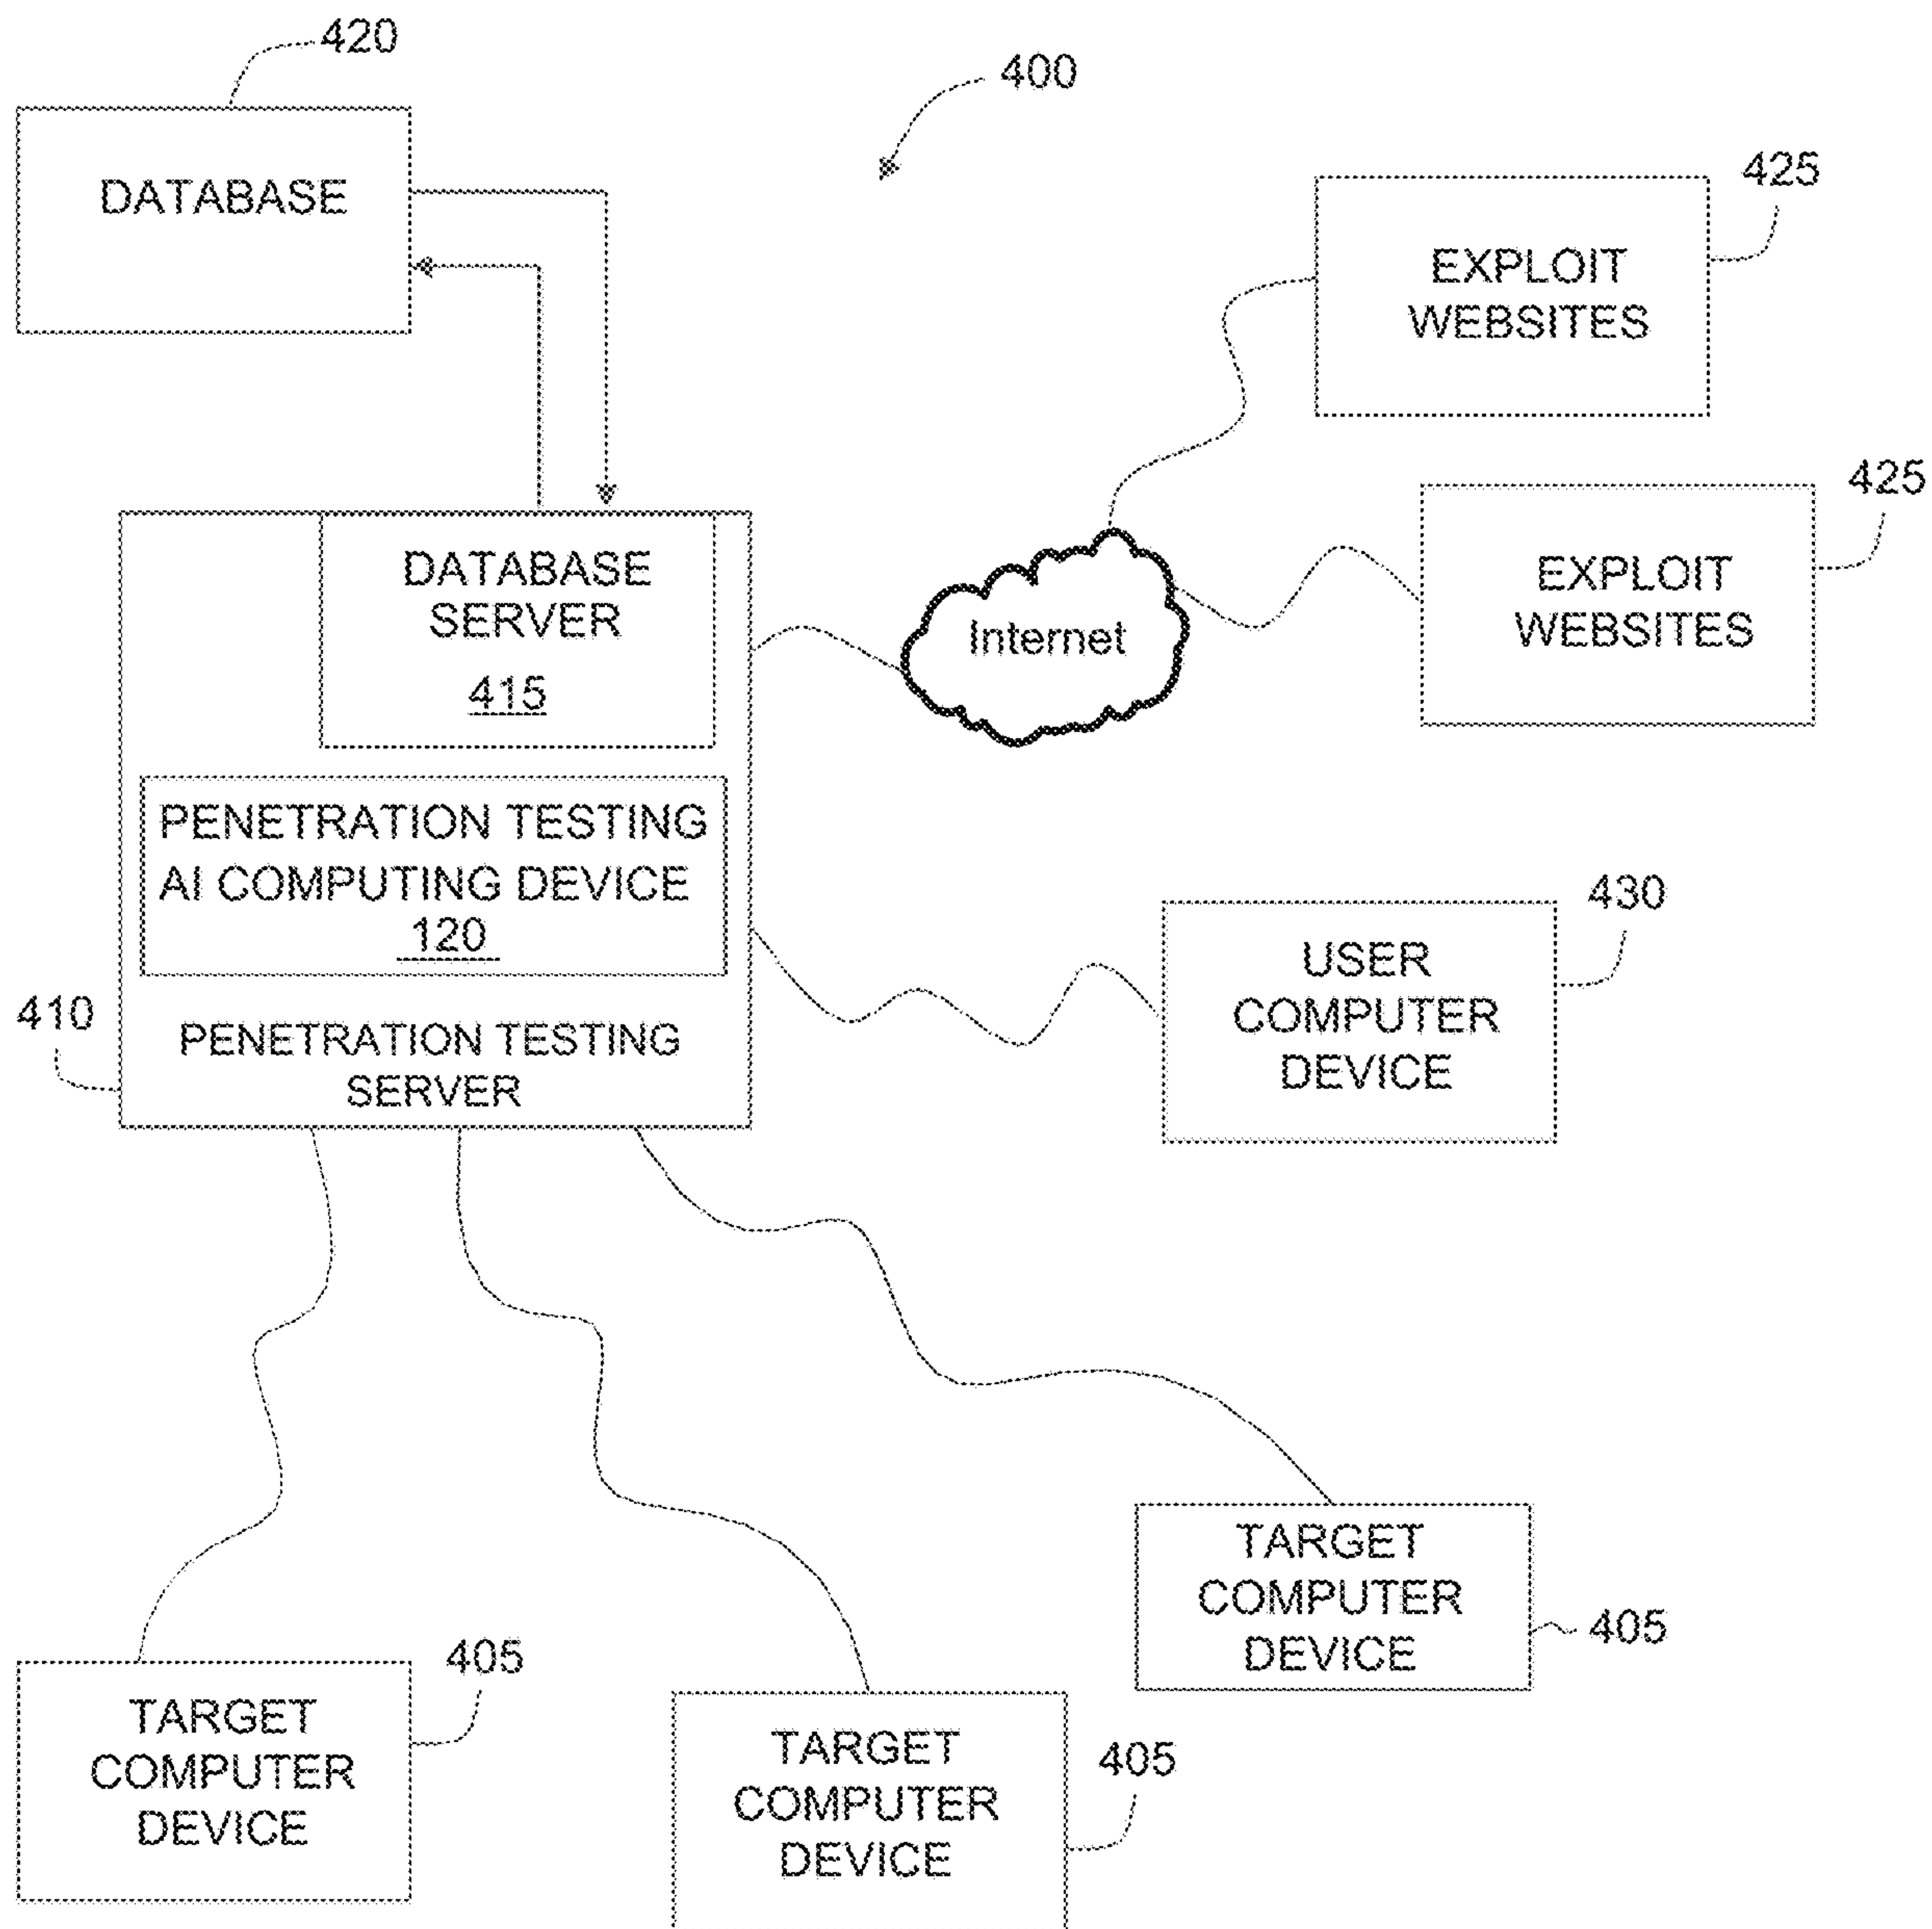 420
400
DATABASE
425
EXPLOIT
WEBSITES
425
EXPLOIT
WEBSITES
DATABASE
SERVER
415
Internet
PENETRATION TESTING
AI COMPUTING DEVICE
120
410
PENETRATION TESTING
SERVER
430
USER
COMPUTER
DEVICE
TARGET
COMPUTER
DEVICE
405
405
TARGET
COMPUTER
DEVICE
405
TARGET
COMPUTER
DEVICE